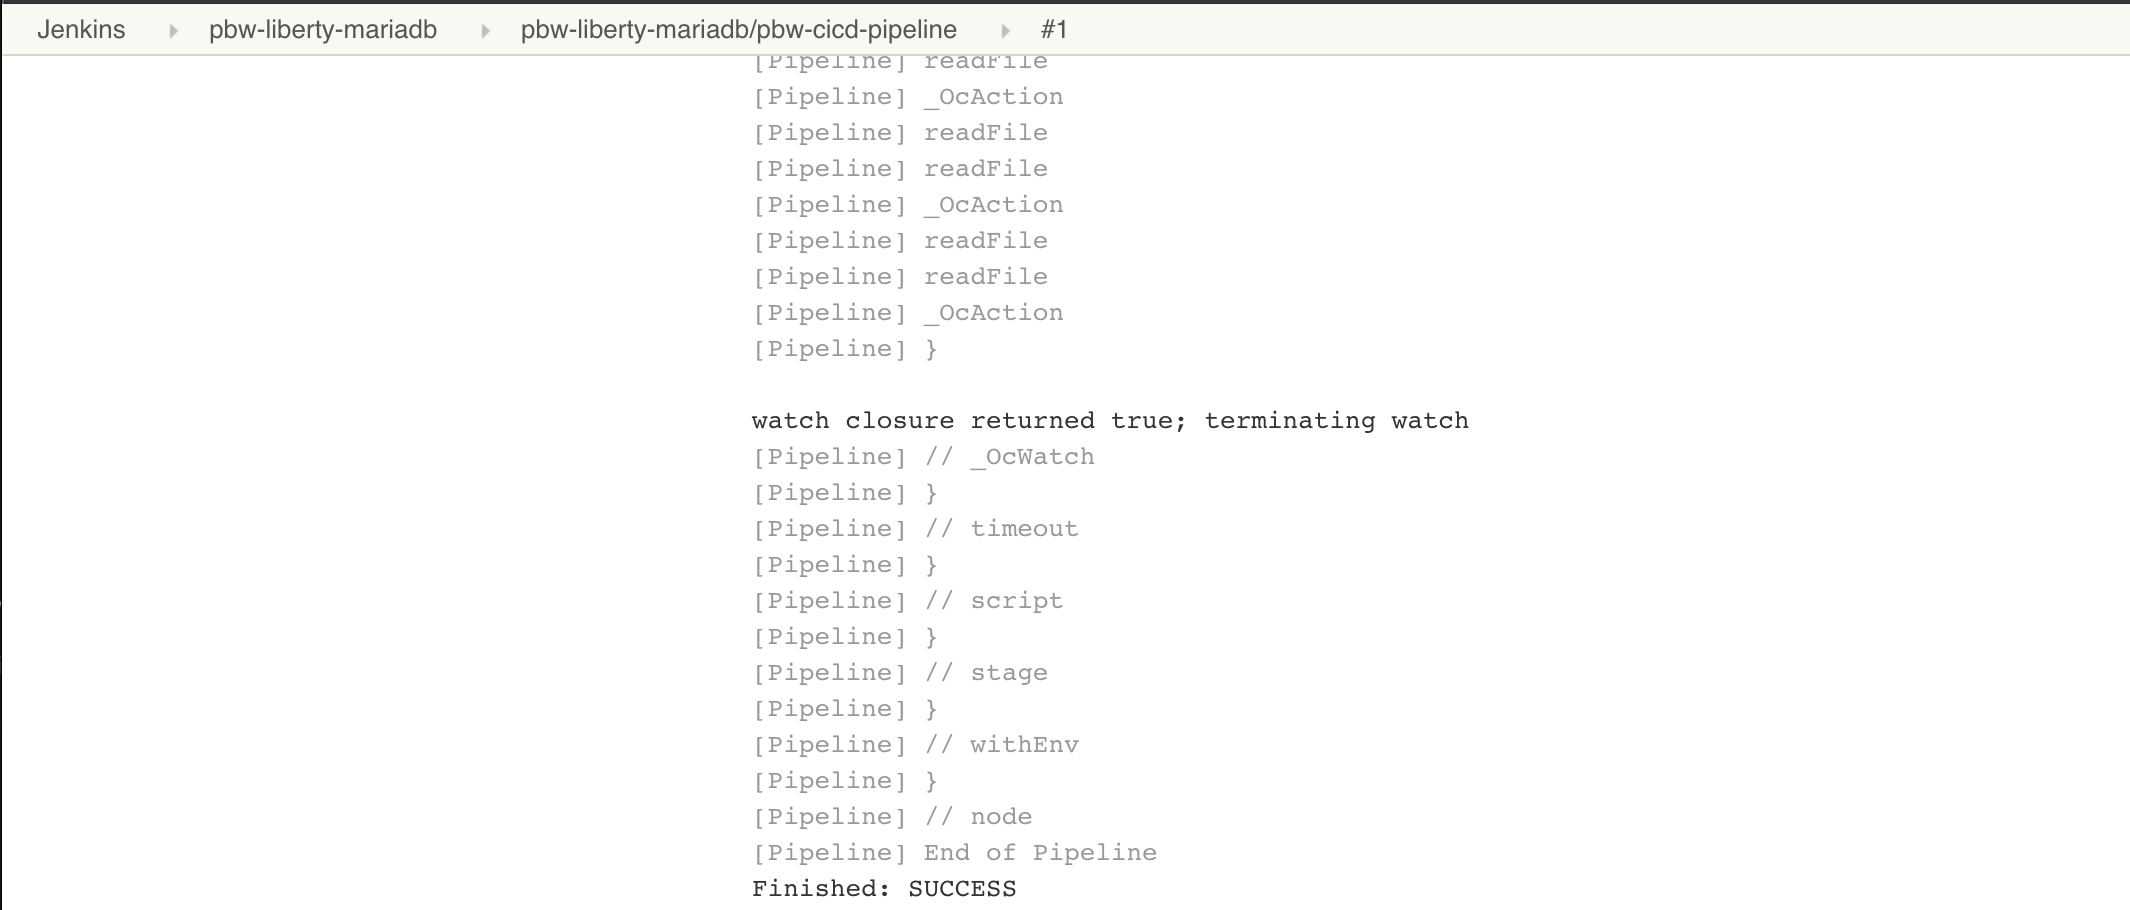 Jenkins pbw-liberty-mariadb pbw-liberty-mariadb/pbw-cicd-pipeline #1
[Pipeline] readFile
[Pipeline] _OcAction
[Pipeline] readFile
[Pipeline] readFile
[Pipeline] _OcAction
[Pipeline] readFile
[Pipeline] readFile
[Pipeline] _OcAction
[Pipeline] }
watch closure returned true; terminating watch
[Pipeline] // _OcWatch
[Pipeline] }
[Pipeline] // timeout
[Pipeline] }
[Pipeline] // script
[Pipeline] }
[Pipeline] // stage
[Pipeline] }
[Pipeline] // withEnv
[Pipeline] }
[Pipeline] // node
[Pipeline] End of Pipeline
Finished: SUCCESS